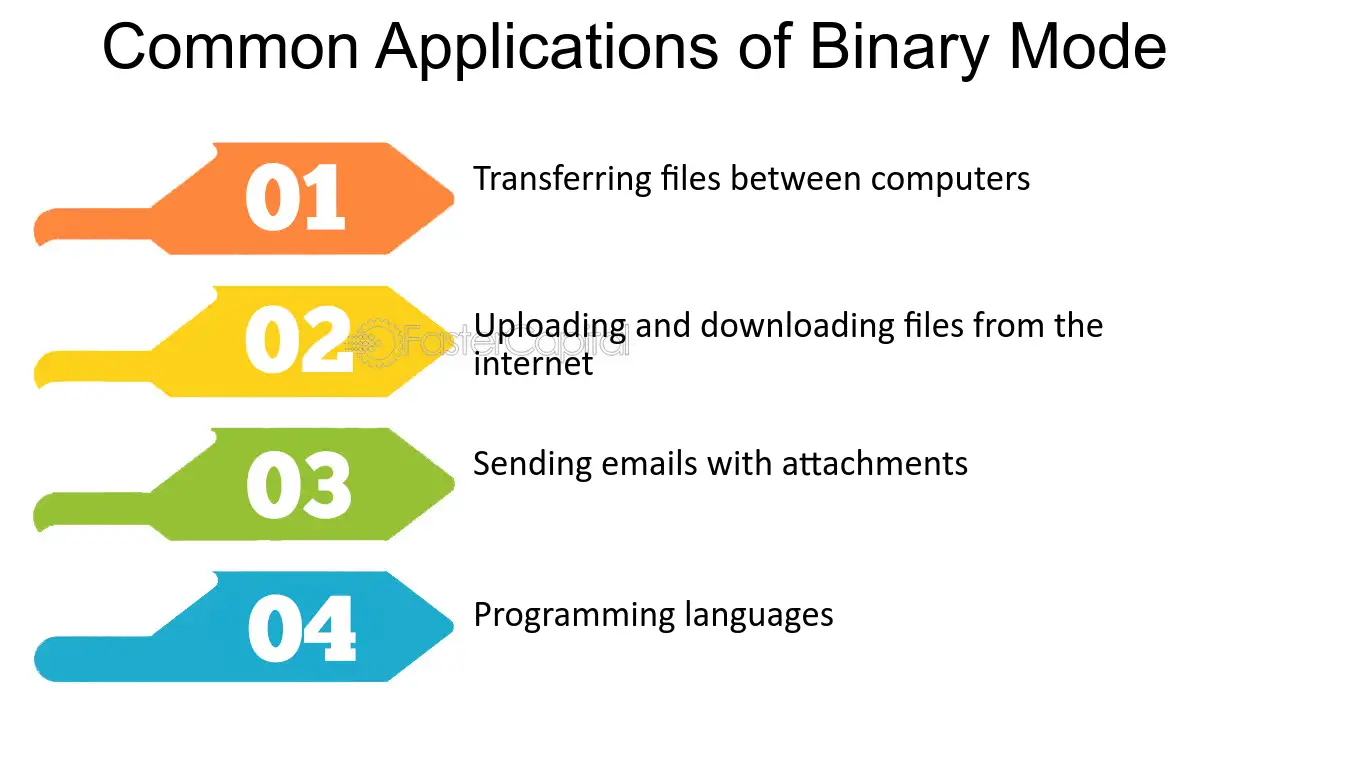 Common Applications of Binary Mode
01
Transferring files between computers
02
Uploading and downloading files from the
internet
FasterCapital
03
Sending emails with attachments
04
Programming languages